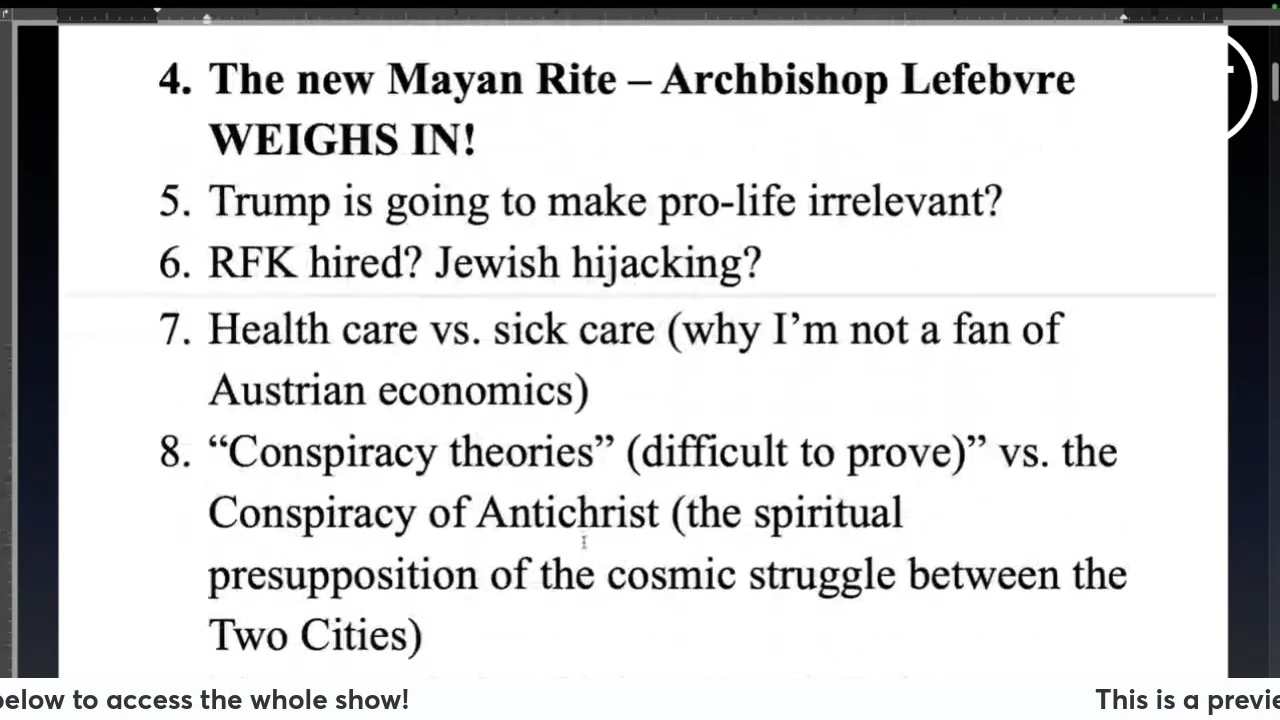 4. The new Mayan Rite – Archbishop Lefebvre
WEIGHS IN!
5. Trump is going to make pro-life irrelevant?
6. RFK hired? Jewish hijacking?
7. Health care vs. sick care (why I’m not a fan of
Austrian economics)
8. “Conspiracy theories” (difficult to prove)” vs. the
Conspiracy of Antichrist (the spiritual
presupposition of the cosmic struggle between the
Two Cities)
below to access the whole show! This is a previe